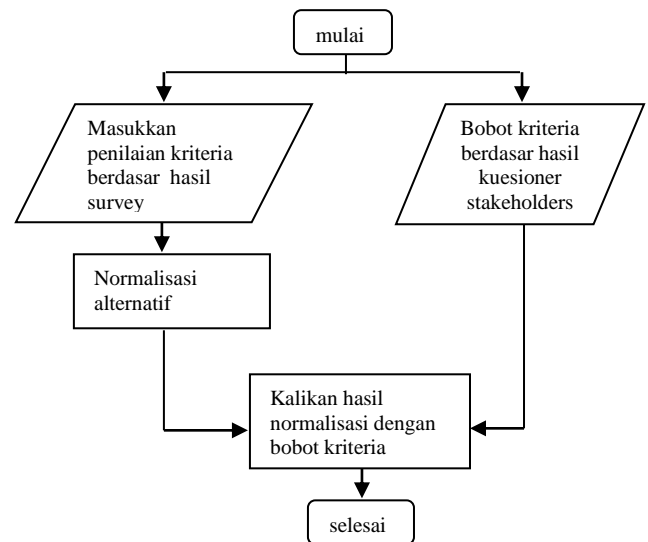 mulai
Masukkan
penilaian kriteria
berdasar hasil
survey
Bobot kriteria
berdasar hasil
kuesioner
stakeholders
Normalisasi
alternatif
Kalikan hasil
normalisasi dengan
bobot kriteria
selesai